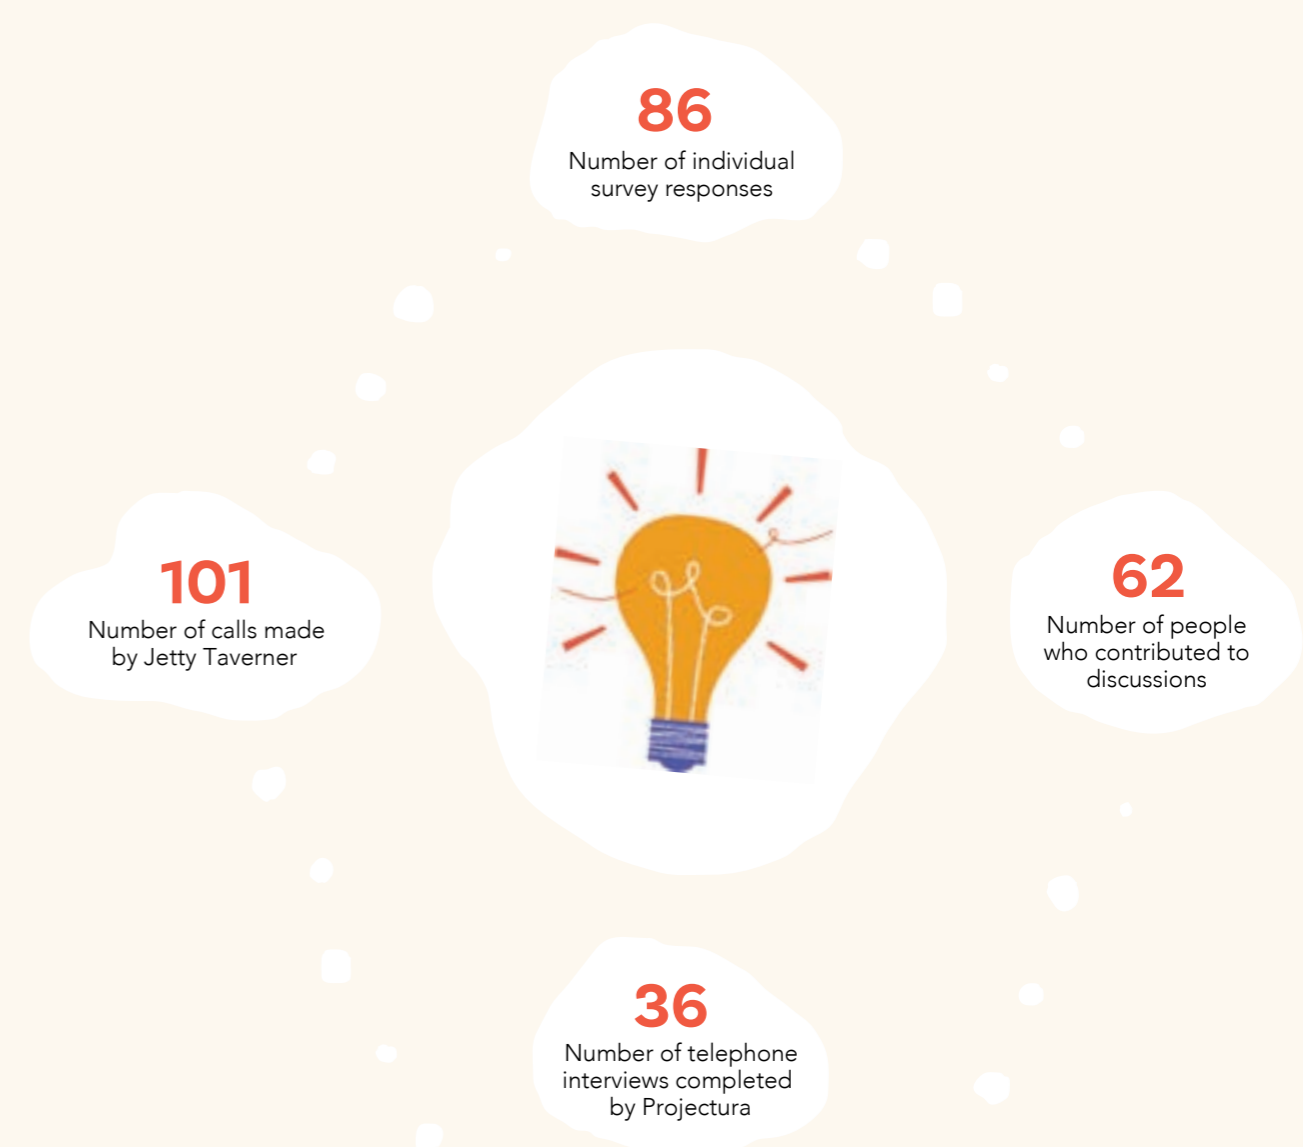 86
Number of individual
survey responses
101
Number of calls made
by Jetty Taverner
62
Number of people
who contributed to
discussions
36
Number of telephone
interviews completed
by Projectura